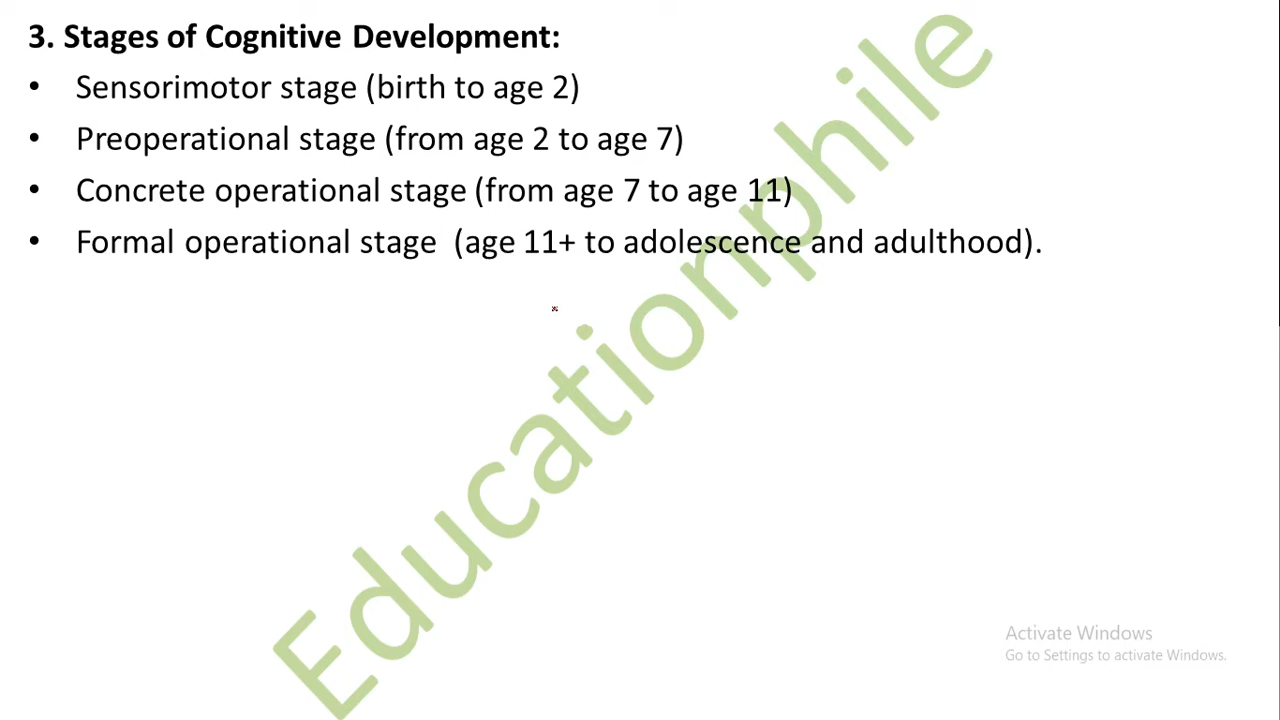 3. Stages of Cognitive Development:
• Sensorimotor stage (birth to age 2)
• Preoperational stage (from age 2 to age 7)
• Concrete operational stage (from age 7 to age 11)
• Formal operational stage (age 11+ to adolescence and adulthood).
Educationphile
Activate Windows
Go to Settings to activate Windows.